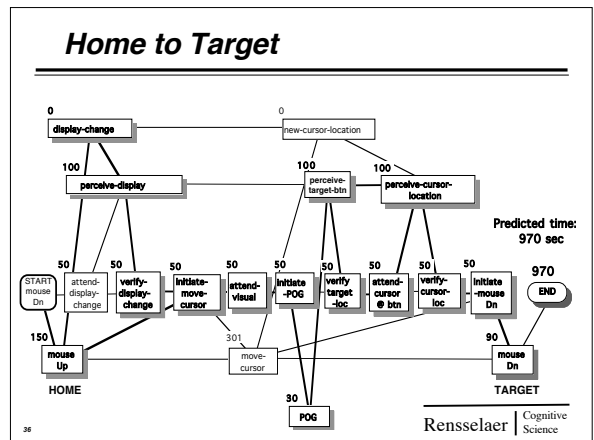 Home to Target
0
0
display-change
new-cursor-location
100
100
100
perceive-display
perceive-
target-btn
perceive-cursor-
location
Predicted time:
970 sec
START
mouse
Dn
50
attend-
display-
change
50
verify-
display-
change
50
initiate-
move-
cursor
50
attend-
visual
50
initiate
-POG
50
verify
target
-loc
50
attend-
cursor
@ btn
50
verify-
cursor-
loc
50
initiate
-mouse
Dn
970
END
150
mouse
Up
HOME
301
move-
cursor
90
mouse
Dn
TARGET
30
POG
36
Rensselaer
Cognitive
Science